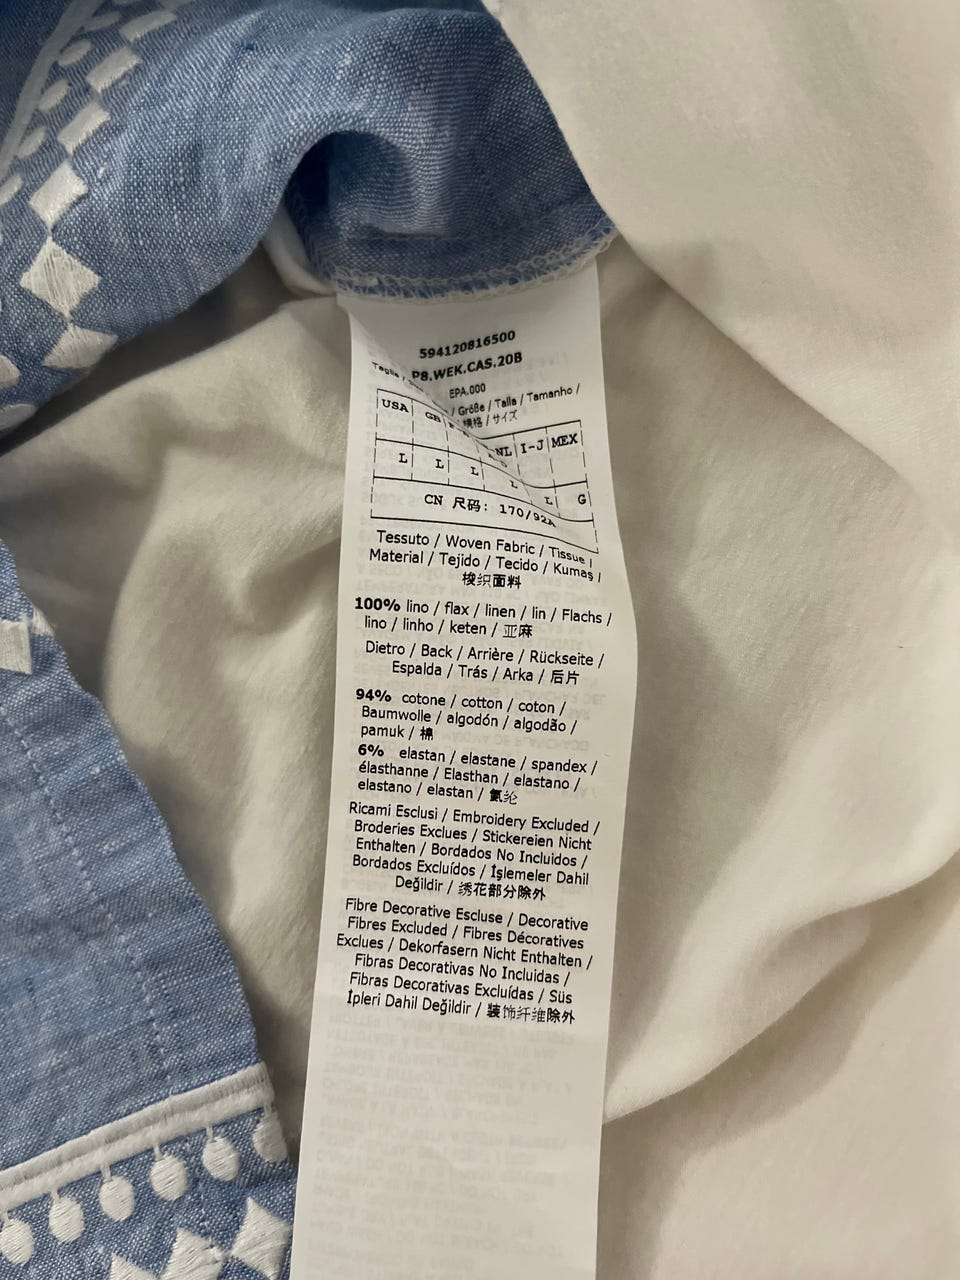 594120816500
P8.WEK.CAS.20B
EPA.000
Taglia / / Größe / Talla / Tamanho /
規格 / サイズ
USA GB NL I-J MEX
L L L L L G
CN 尺码: 170/92A
Tessuto / Woven Fabric / Tissue /
Material / Tejido / Tecido / Kumaş /
梭织面料
100% lino / flax / linen / lin / Flachs /
lino / linho / keten / 亚麻
Dietro / Back / Arrière / Rückseite /
Espalda / Trás / Arka / 后片
94% cotone / cotton / coton /
Baumwolle / algodón / algodão /
pamuk / 棉
6% elastan / elastane / spandex /
élasthanne / Elasthan / elastano /
elastano / elastan / 氨纶
Ricami Esclusi / Embroidery Excluded /
Broderies Exclues / Stickereien Nicht
Enthalten / Bordados No Incluidos /
Bordados Excluídos / İşlemeler Dahil
Değildir / 绣花部分除外
Fibre Decorative Escluse / Decorative
Fibres Excluded / Fibres Décoratives
Exclues / Dekorfasern Nicht Enthalten /
Fibras Decorativas No Incluidas /
Fibras Decorativas Excluídas / Süs
İpleri Dahil Değildir / 装饰纤维除外